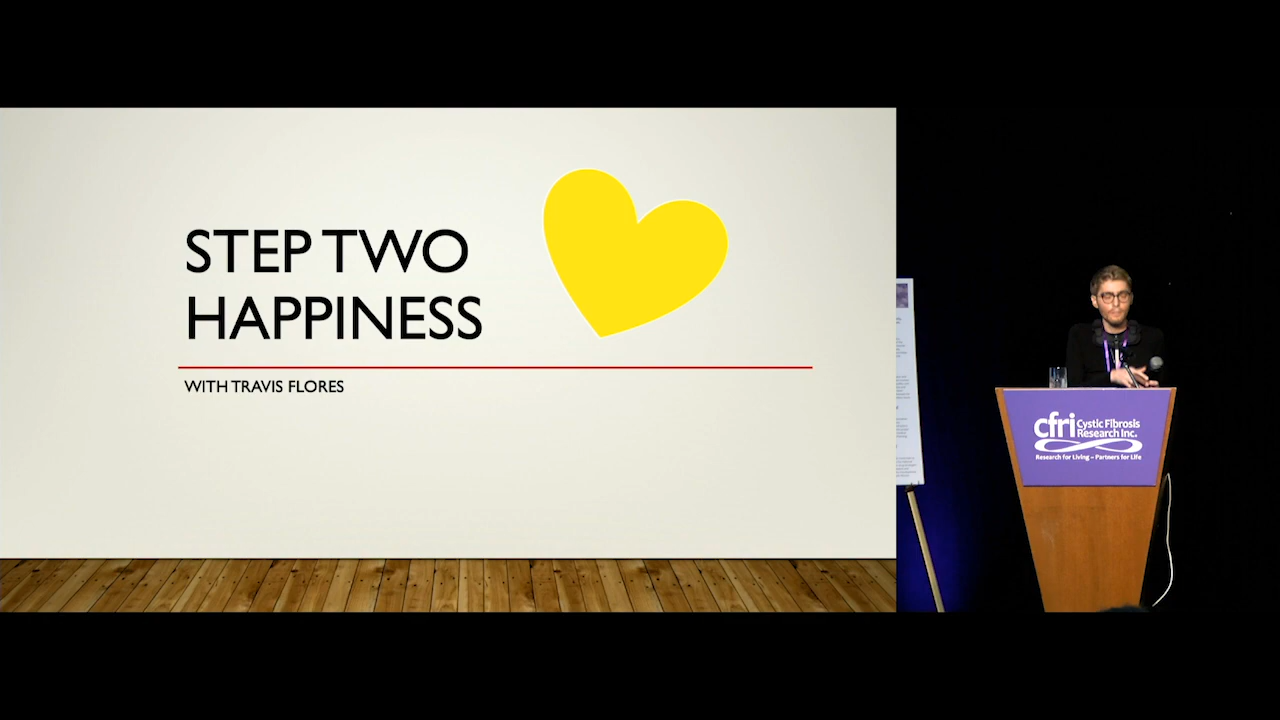 STEP TWO
HAPPINESS
WITH TRAVIS FLORES
cfri Cystic Fibrosis
Research Inc.
Research for Living – Partners for Life